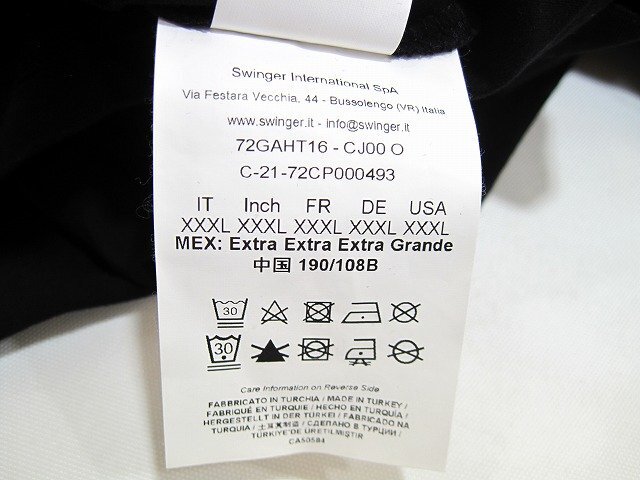 Swinger International SpA
Via Festara Vecchia, 44 - Bussolengo (VR) Italia
www.swinger.it - info@swinger.it
72GAHT16 - CJ00 O
C-21-72CP000493
IT Inch FR DE USA
XXXL XXXL XXXL XXXL XXXL
MEX: Extra Extra Extra Grande
中国 190/108B
30
30
Care Information on Reverse Side
FABBRICATO IN TURCHIA / MADE IN TURKEY /
FABRIQUÉ EN TURQUIE / HECHO EN TURQUÍA /
HERGESTELLT IN DER TÜRKEI / FABRICADO NA
TURQUIA / 土耳其制造 / СДЕЛАНО В ТУРЦИИ /
TÜRKİYE'DE ÜRETİLMİŞTİR
CA50584